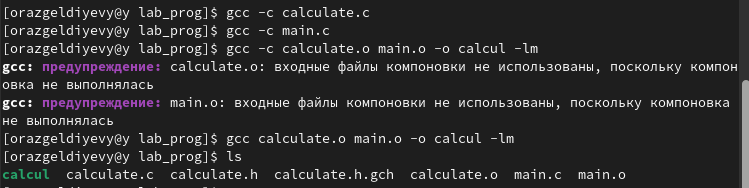 [orazgeldiyevy@y lab_prog]$ gcc -c calculate.c
[orazgeldiyevy@y lab_prog]$ gcc -c main.c
[orazgeldiyevy@y lab_prog]$ gcc -c calculate.o main.o -o calcul -lm
gcc: предупреждение: calculate.o: входные файлы компоновки не использованы, поскольку компон
овка не выполнялась
gcc: предупреждение: main.o: входные файлы компоновки не использованы, поскольку компоновка
не выполнялась
[orazgeldiyevy@y lab_prog]$ gcc calculate.o main.o -o calcul -lm
[orazgeldiyevy@y lab_prog]$ ls
calcul  calculate.c  calculate.h  calculate.h.gch  calculate.o  main.c  main.o